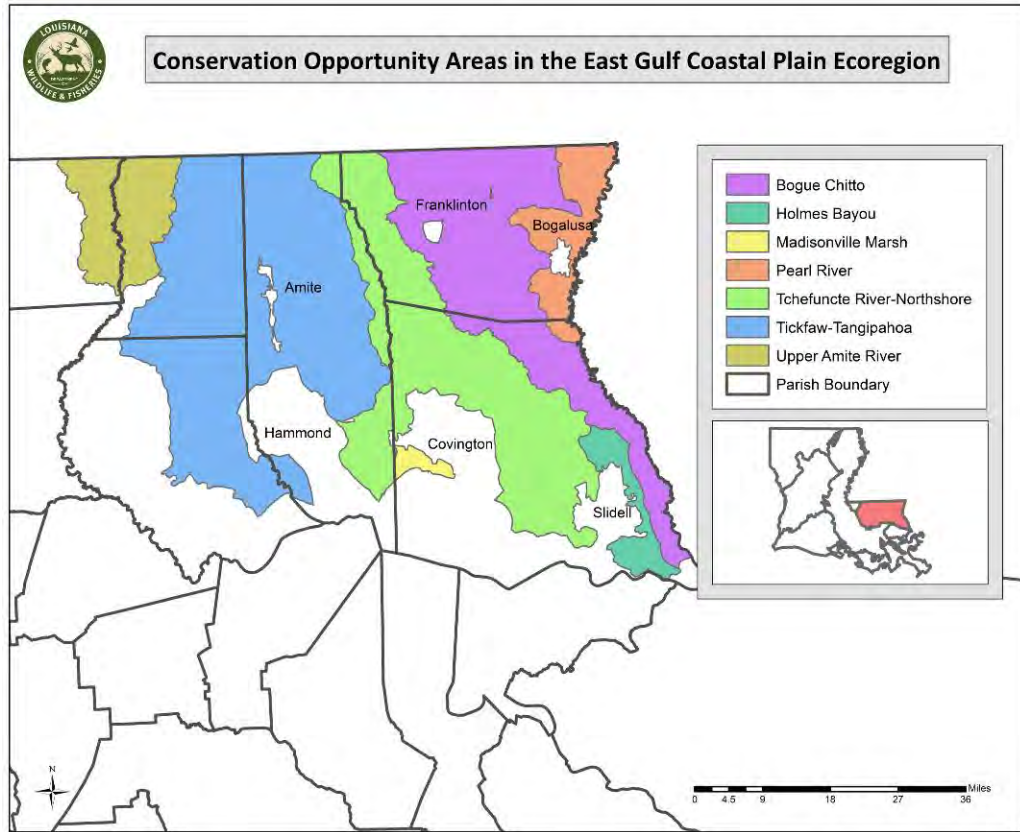 LOUISIANA
WILDLIFE & FISHERIES
Conservation Opportunity Areas in the East Gulf Coastal Plain Ecoregion
Franklinton
Bogalusa
Amite
Hammond
Covington
Slidell
Bogue Chitto
Holmes Bayou
Madisonville Marsh
Pearl River
Tchefuncte River-Northshore
Tickfaw-Tangipahoa
Upper Amite River
Parish Boundary
N
Miles
0 4.5 9 18 27 36